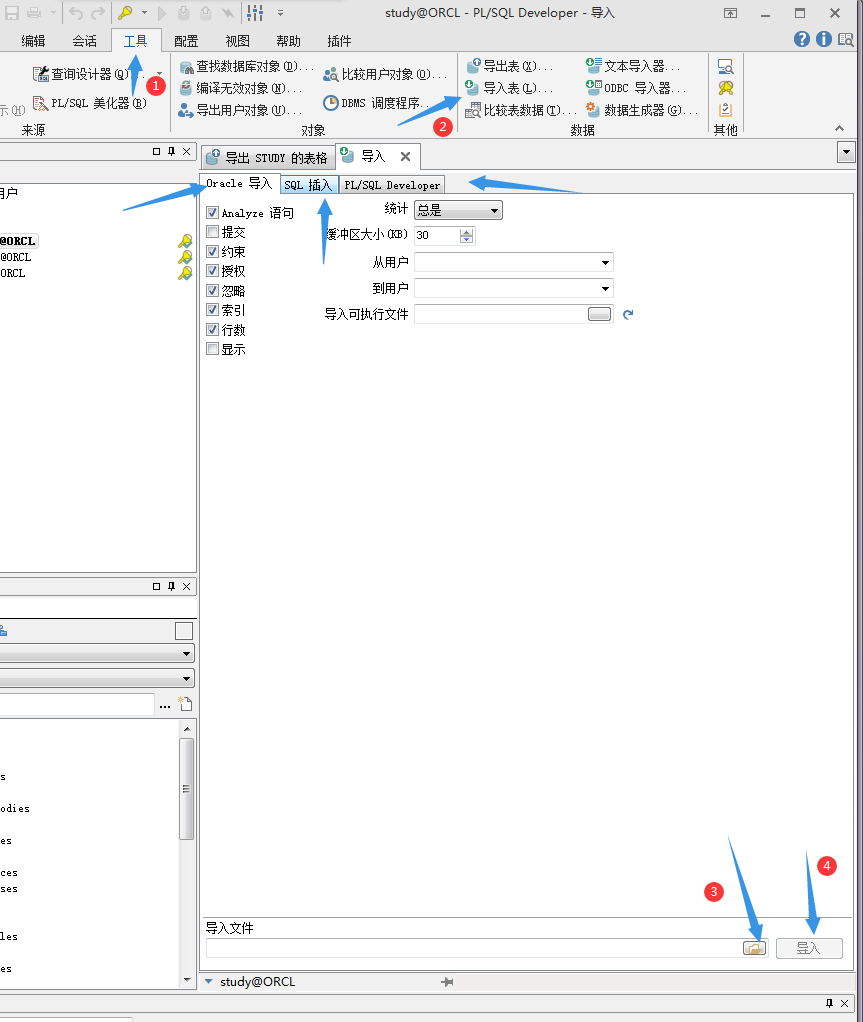 study@ORCL - PL/SQL Developer - 导入
编辑 会话 工具 配置 视图 帮助 插件
查询设计器(Q)... 1
示(H) PL/SQL 美化器(B)
来源
查找数据库对象(D)...
编译无效对象(N)...
导出用户对象(U)...
比较用户对象(O)...
DBMS 调度程序..
对象
2
导出表(X)...
导入表(L)...
比较表数据(T)...
文本导入器...
ODBC 导入器...
数据生成器(G)...
数据
其他
导出 STUDY 的表格 导入
用户
@ORCL
@ORCL
ORCL
Oracle 导入 SQL 插入 PL/SQL Developer
Analyze 语句
提交
约束
授权
忽略
索引
行数
显示
统计 总是
缓冲区大小(KB) 30
从用户
到用户
导入可执行文件
...
s
odies
es
ces
ses
les
es
3
4
导入文件
导入
study@ORCL